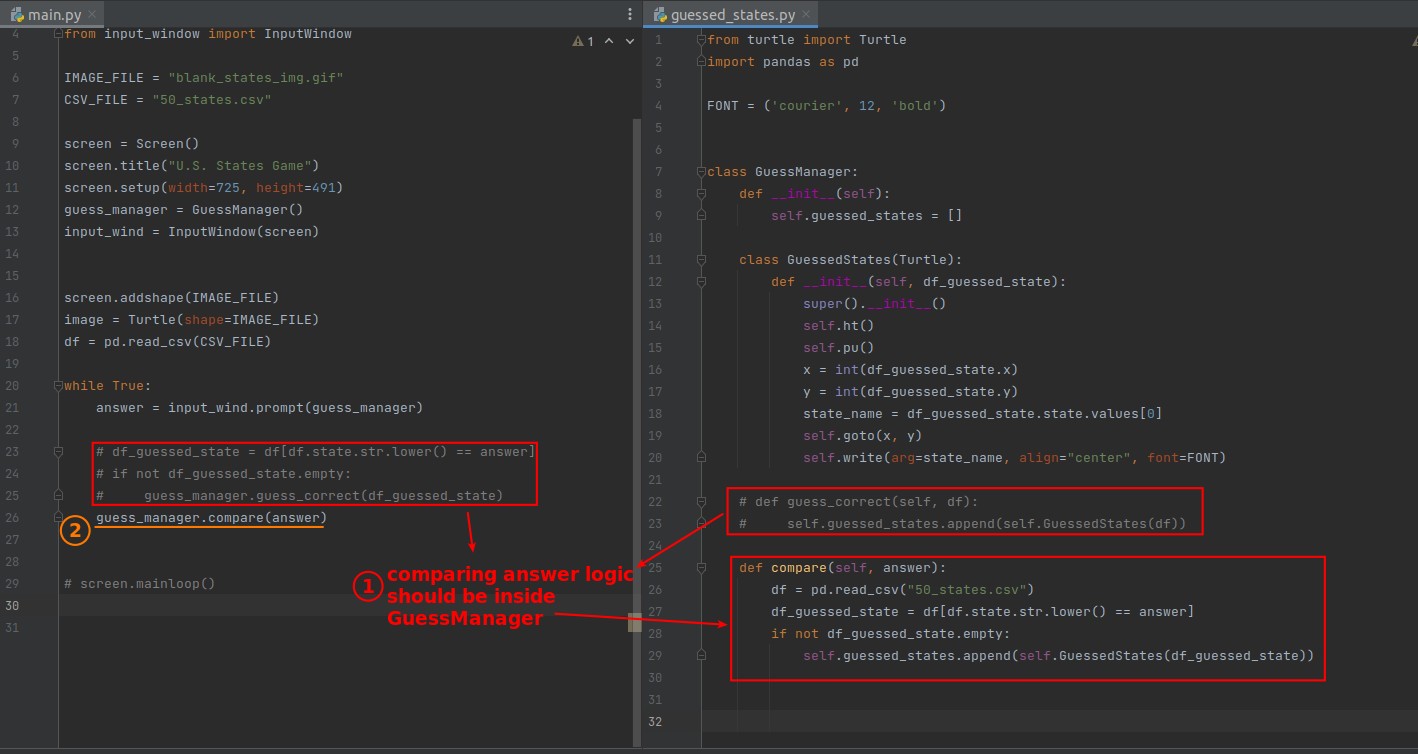 main.py
4 from input_window import InputWindow
1
5
6 IMAGE_FILE = "blank_states_img.gif"
7 CSV_FILE = "50_states.csv"
8
9 screen = Screen()
10 screen.title("U.S. States Game")
11 screen.setup(width=725, height=491)
12 guess_manager = GuessManager()
13 input_wind = InputWindow(screen)
14
15
16 screen.addshape(IMAGE_FILE)
17 image = Turtle(shape=IMAGE_FILE)
18 df = pd.read_csv(CSV_FILE)
19
20 while True:
21     answer = input_wind.prompt(guess_manager)
22
23     # df_guessed_state = df[df.state.str.lower() == answer]
24     # if not df_guessed_state.empty:
25     #     guess_manager.guess_correct(df_guessed_state)
26     guess_manager.compare(answer)
2
27
28
29 # screen.mainloop()
30
31
1 comparing answer logic
should be inside
GuessManager
guessed_states.py
1 from turtle import Turtle
2 import pandas as pd
3
4 FONT = ('courier', 12, 'bold')
5
6
7 class GuessManager:
8     def __init__(self):
9         self.guessed_states = []
10
11     class GuessedStates(Turtle):
12         def __init__(self, df_guessed_state):
13             super().__init__()
14             self.ht()
15             self.pu()
16             x = int(df_guessed_state.x)
17             y = int(df_guessed_state.y)
18             state_name = df_guessed_state.state.values[0]
19             self.goto(x, y)
20             self.write(arg=state_name, align="center", font=FONT)
21
22     # def guess_correct(self, df):
23     #     self.guessed_states.append(self.GuessedStates(df))
24
25     def compare(self, answer):
26         df = pd.read_csv("50_states.csv")
27         df_guessed_state = df[df.state.str.lower() == answer]
28         if not df_guessed_state.empty:
29             self.guessed_states.append(self.GuessedStates(df_guessed_state))
30
31
32